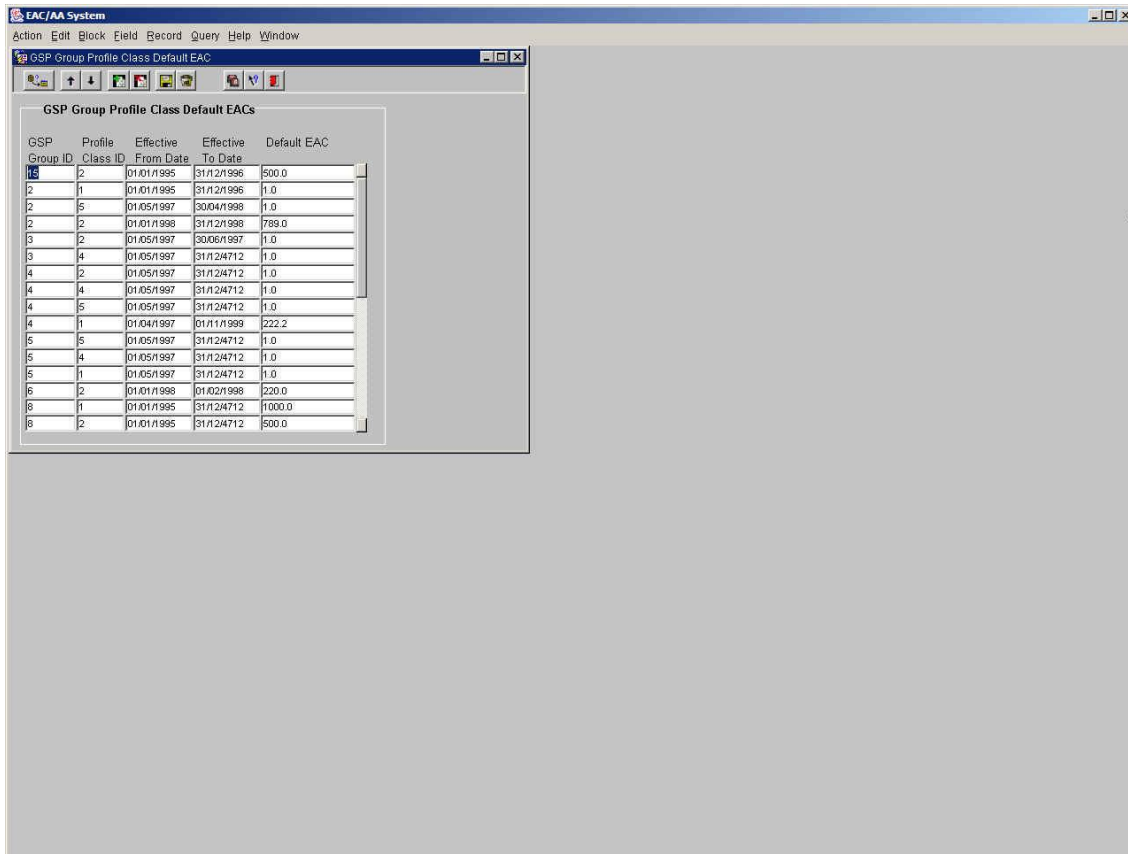 EAC/AA System
Action Edit Block Field Record Query Help Window
GSP Group Profile Class Default EAC
GSP Group Profile Class Default EACs
GSP Profile Effective Effective Default EAC
Group ID Class ID From Date To Date
15 2 01/01/1995 31/12/1996 500.0
2 1 01/01/1995 31/12/1996 1.0
2 5 01/05/1997 30/04/1998 1.0
2 2 01/01/1998 31/12/1998 789.0
3 2 01/05/1997 30/06/1997 1.0
3 4 01/05/1997 31/12/4712 1.0
4 2 01/05/1997 31/12/4712 1.0
4 4 01/05/1997 31/12/4712 1.0
4 5 01/05/1997 31/12/4712 1.0
4 1 01/04/1997 01/11/1999 222.2
5 5 01/05/1997 31/12/4712 1.0
5 4 01/05/1997 31/12/4712 1.0
5 1 01/05/1997 31/12/4712 1.0
6 2 01/01/1998 01/02/1998 220.0
8 1 01/01/1995 31/12/4712 1000.0
8 2 01/01/1995 31/12/4712 500.0